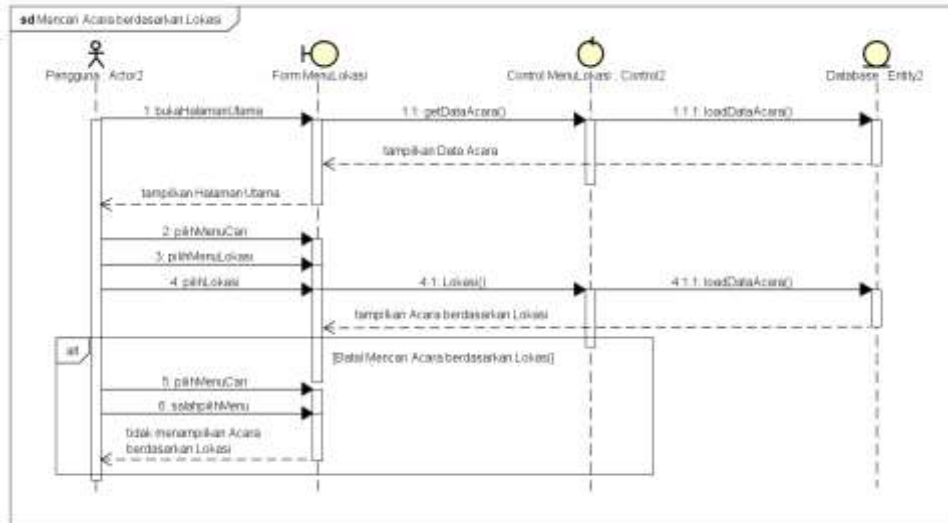 sd Mencari Acara berdasarkan Lokasi
Pengguna : Actor2
Form MenuLokasi
Control MenuLokasi : Control2
Database : Entity2
1: bukaHalamanUtama
1.1: getDataAcara()
1.1.1: loadDataAcara()
tampilkan Data Acara
tampilkan Halaman Utama
2: pilihMenuCari
3: pilihMenuLokasi
4: pilihLokasi
4.1: Lokasi()
4.1.1: loadDataAcara()
tampilkan Acara berdasarkan Lokasi
alt
[Batal Mencari Acara berdasarkan Lokasi]
5: pilihMenuCari
6: salahpilihMenu
tidak menampilkan Acara
berdasarkan Lokasi